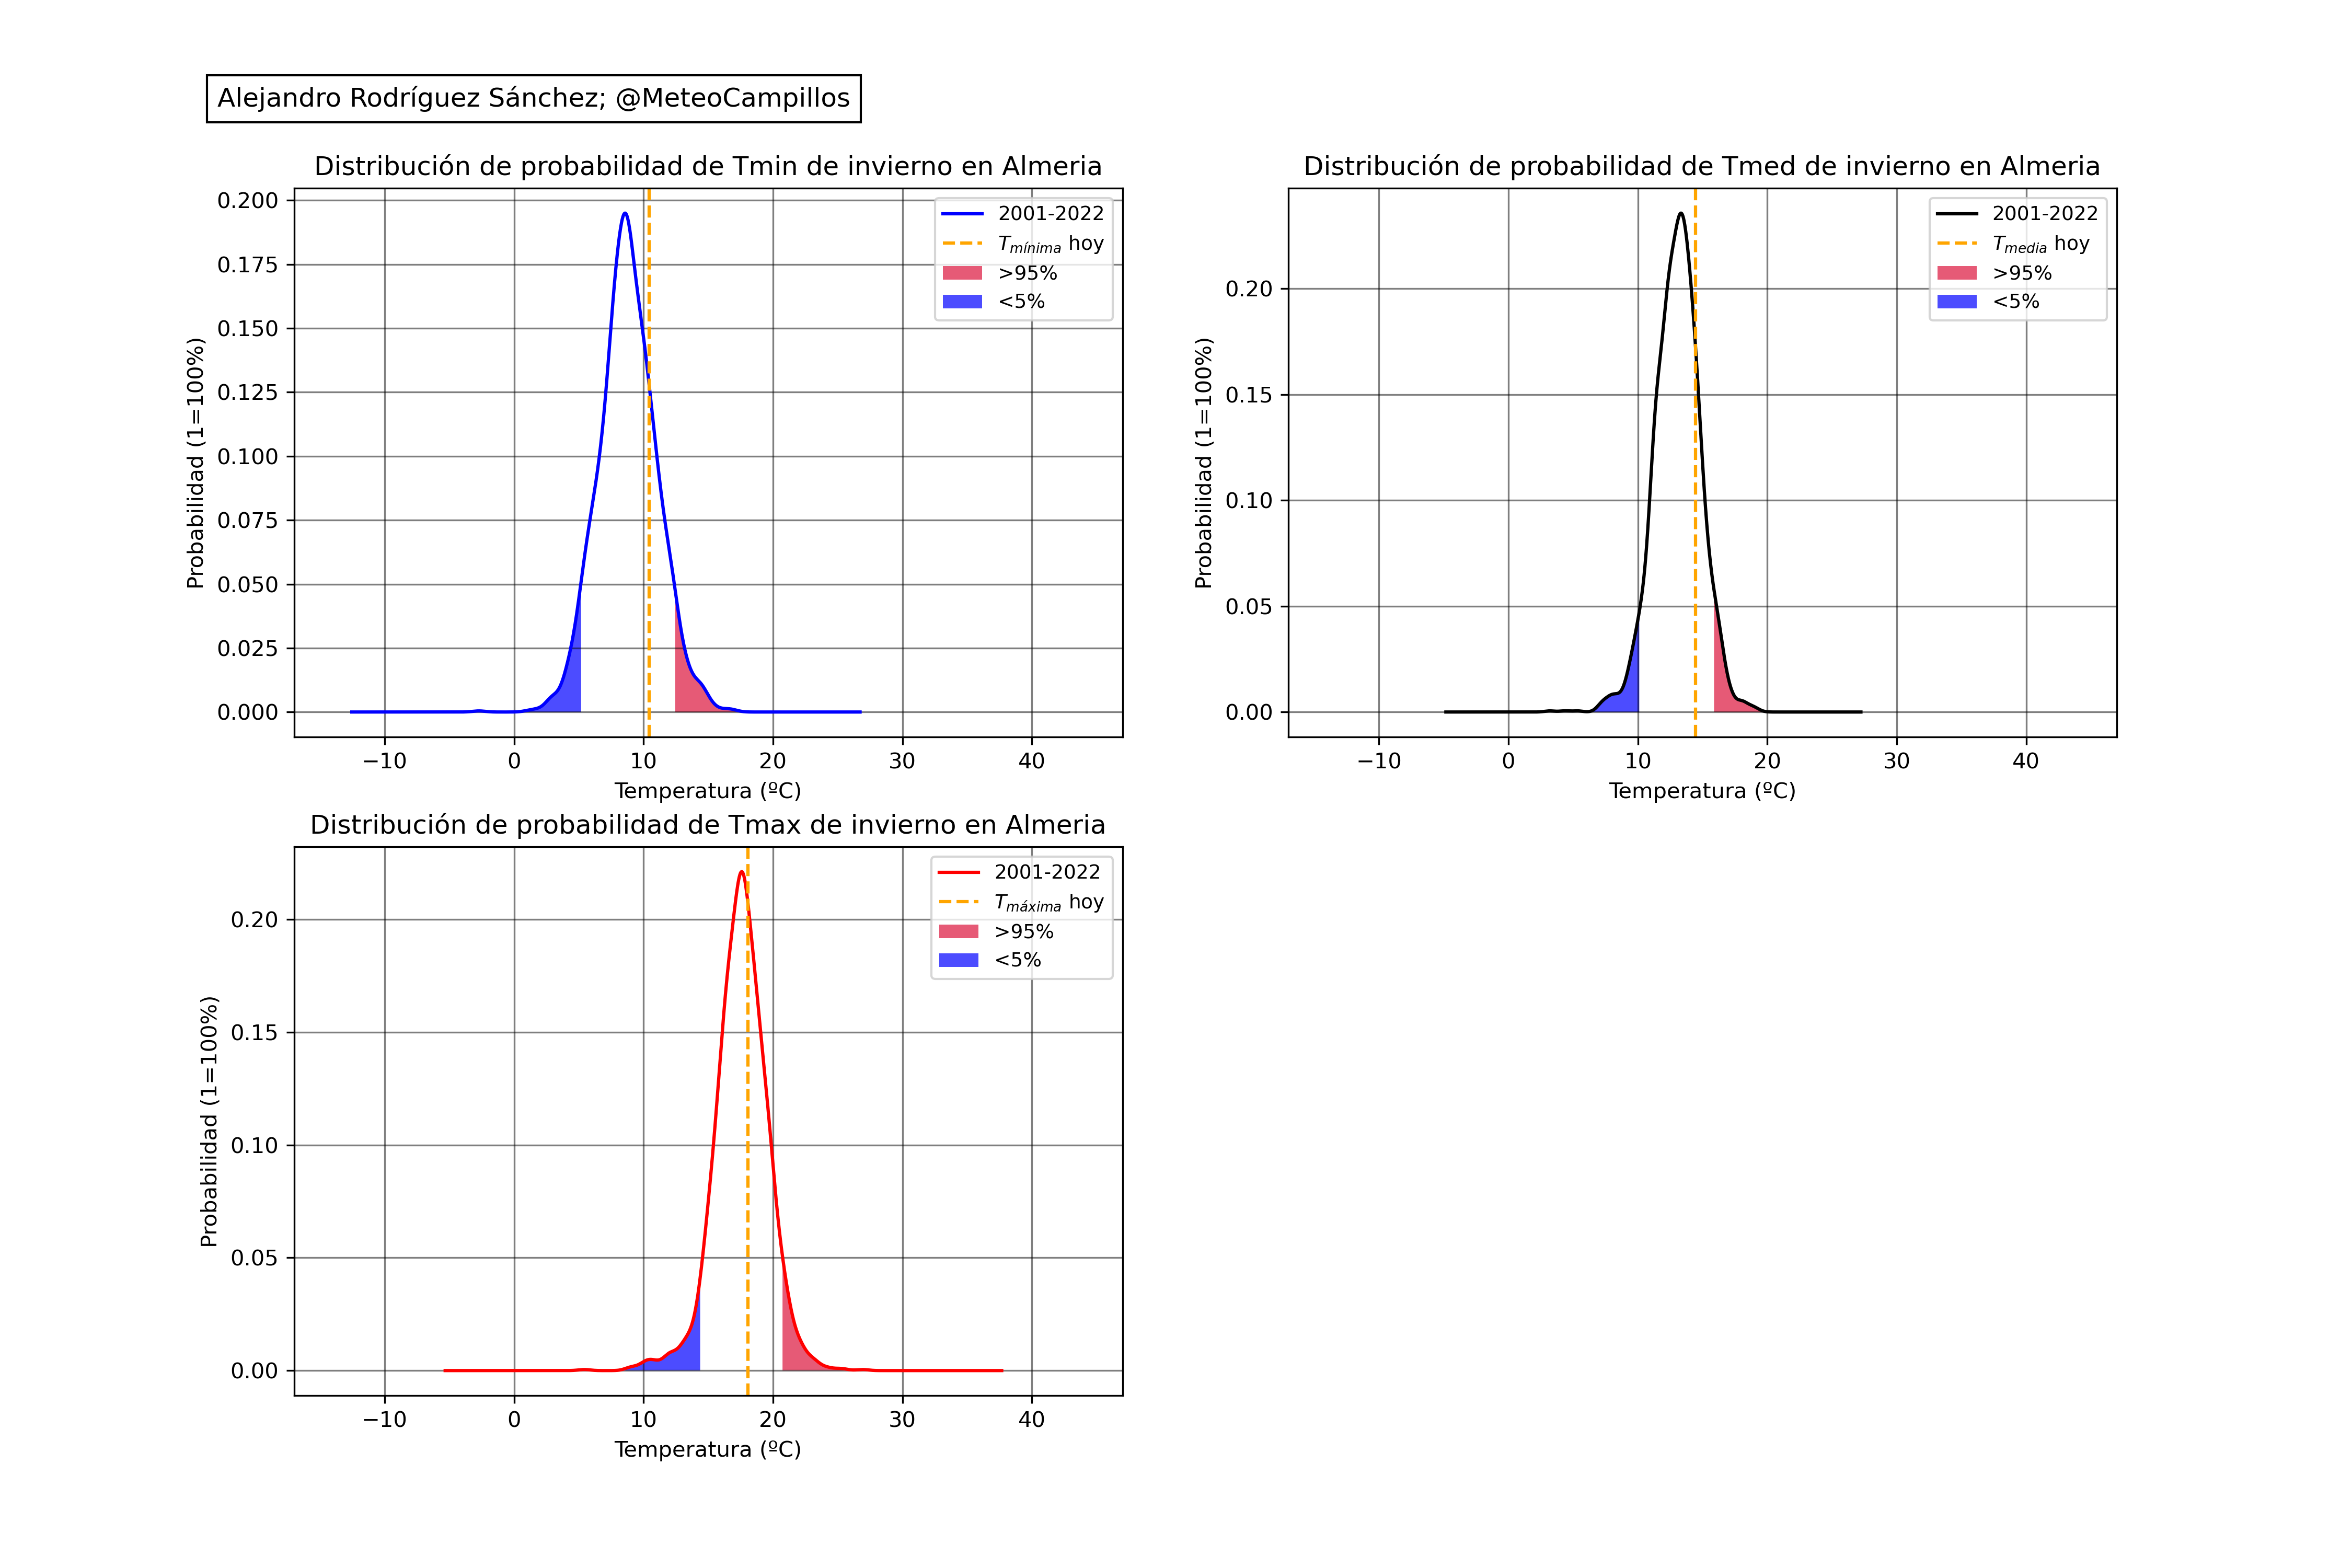 Alejandro Rodríguez Sánchez; @MeteoCampillos
Distribución de probabilidad de Tmin de invierno en Almeria
Probabilidad (1=100%)
0.200
0.175
0.150
0.125
0.100
0.075
0.050
0.025
0.000
2001-2022
Tmínima hoy
>95%
<5%
−10 0 10 20 30 40
Temperatura (ºC)
Distribución de probabilidad de Tmed de invierno en Almeria
Probabilidad (1=100%)
0.20
0.15
0.10
0.05
0.00
2001-2022
Tmedia hoy
>95%
<5%
−10 0 10 20 30 40
Temperatura (ºC)
Distribución de probabilidad de Tmax de invierno en Almeria
Probabilidad (1=100%)
0.20
0.15
0.10
0.05
0.00
2001-2022
Tmáxima hoy
>95%
<5%
−10 0 10 20 30 40
Temperatura (ºC)